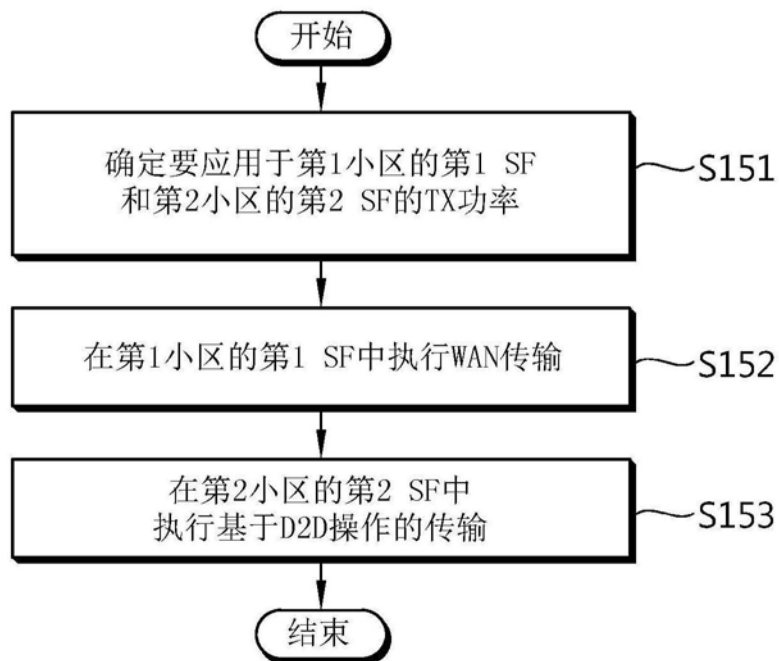 开始
确定要应用于第1小区的第1 SF
和第2小区的第2 SF的TX功率
S151
在第1小区的第1 SF中执行WAN传输
S152
在第2小区的第2 SF中
执行基于D2D操作的传输
S153
结束